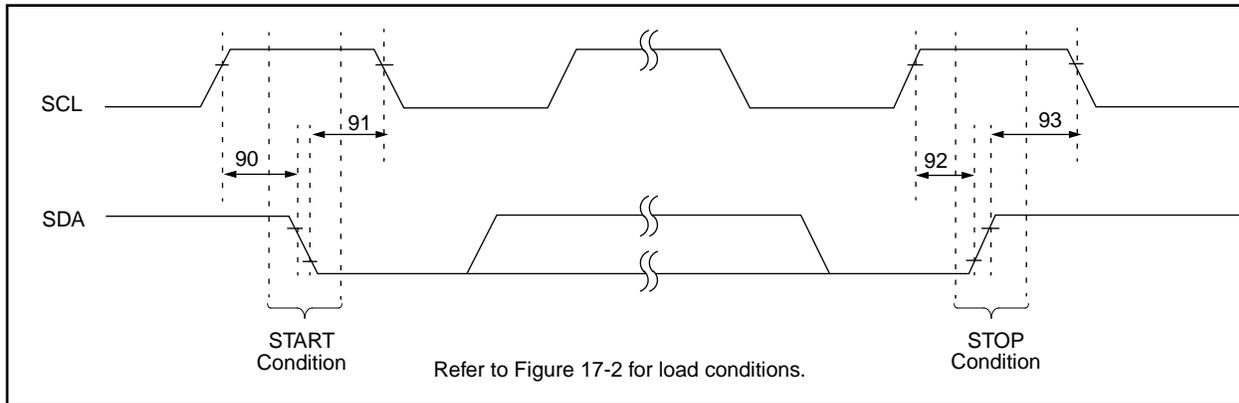 SCL
91
93
90
92
SDA
START
Condition
STOP
Condition
Refer to Figure 17-2 for load conditions.